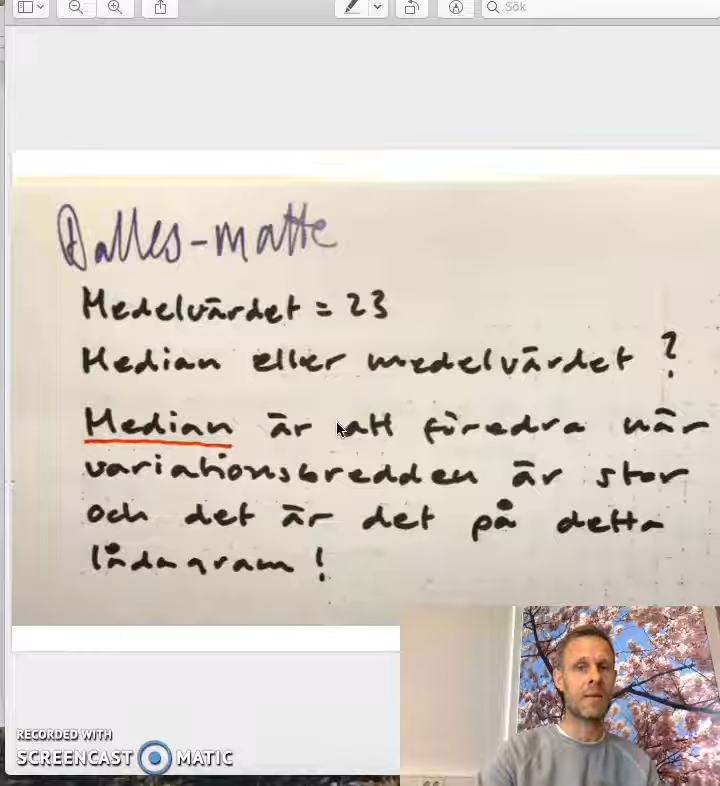 Sök
Dalles-matte
Medelvärdet = 23
Median eller medelvärdet ?
Median är att föredra när
variationsbredden är stor
och det är det på detta
lådagram !
RECORDED WITH
SCREENCAST MATIC